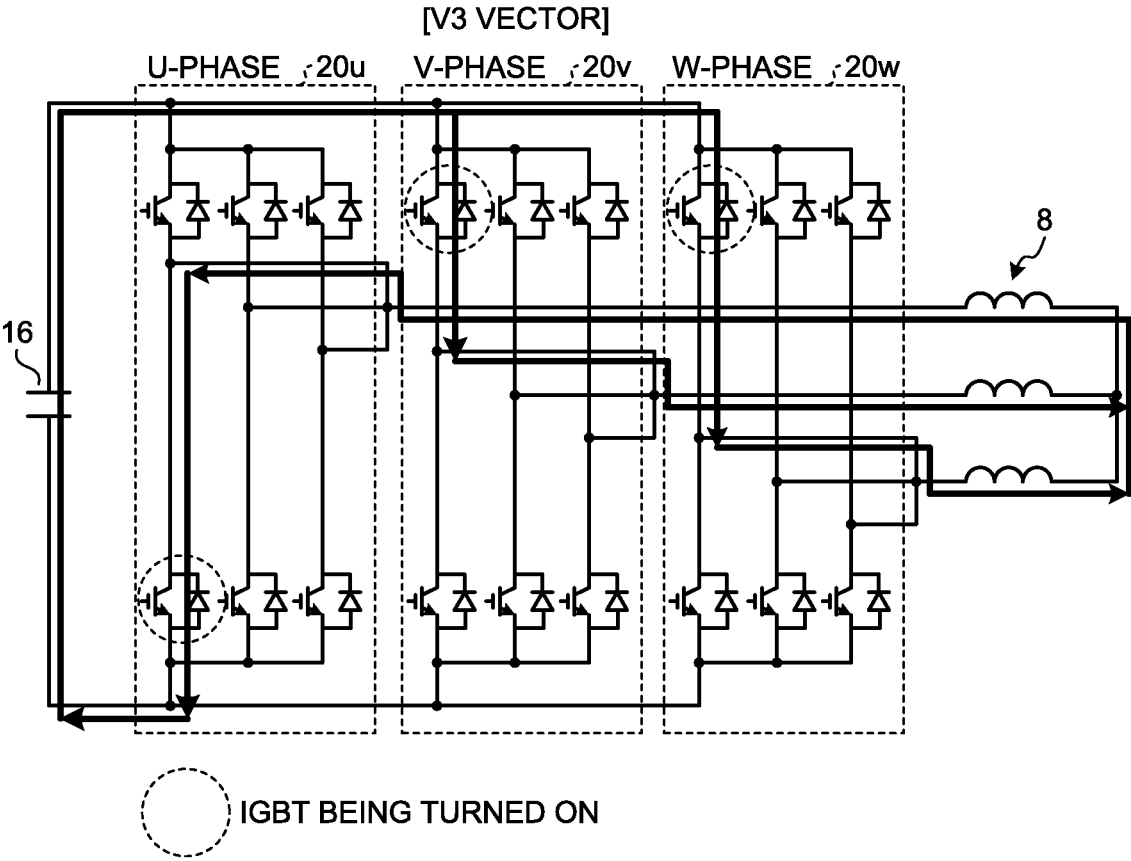 [V3 VECTOR]
U-PHASE 20u V-PHASE 20v W-PHASE 20w
8
16
IGBT BEING TURNED ON